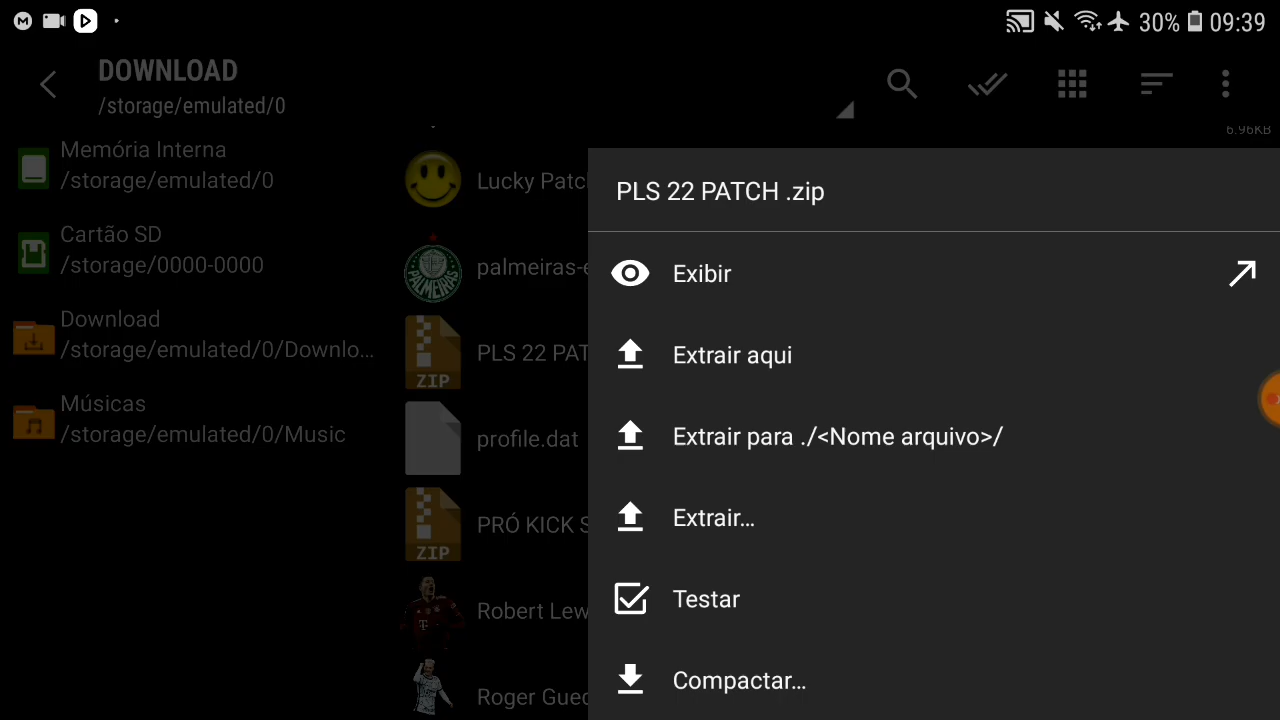 30% 09:39
DOWNLOAD
/storage/emulated/0
6.96KB
Memória Interna
/storage/emulated/0
Cartão SD
/storage/0000-0000
Download
/storage/emulated/0/Downlo...
Músicas
/storage/emulated/0/Music
Lucky Patc
palmeiras-e
PLS 22 PAT
ZIP
profile.dat
PRÓ KICK S
ZIP
Robert Lew
Roger Gued
PLS 22 PATCH .zip
Exibir
Extrair aqui
Extrair para ./<Nome arquivo>/
Extrair...
Testar
Compactar...